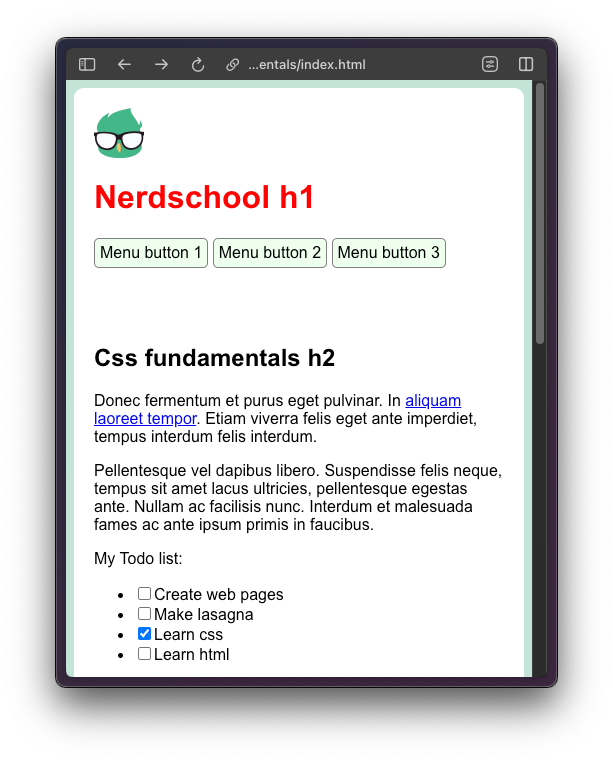 ...entals/index.html
Nerdschool h1
Menu button 1 Menu button 2 Menu button 3
Css fundamentals h2
Donec fermentum et purus eget pulvinar. In aliquam
laoreet tempor. Etiam viverra felis eget ante imperdiet,
tempus interdum felis interdum.
Pellentesque vel dapibus libero. Suspendisse felis neque,
tempus sit amet lacus ultricies, pellentesque egestas
ante. Nullam ac facilisis nunc. Interdum et malesuada
fames ac ante ipsum primis in faucibus.
My Todo list:
Create web pages
Make lasagna
Learn css
Learn html